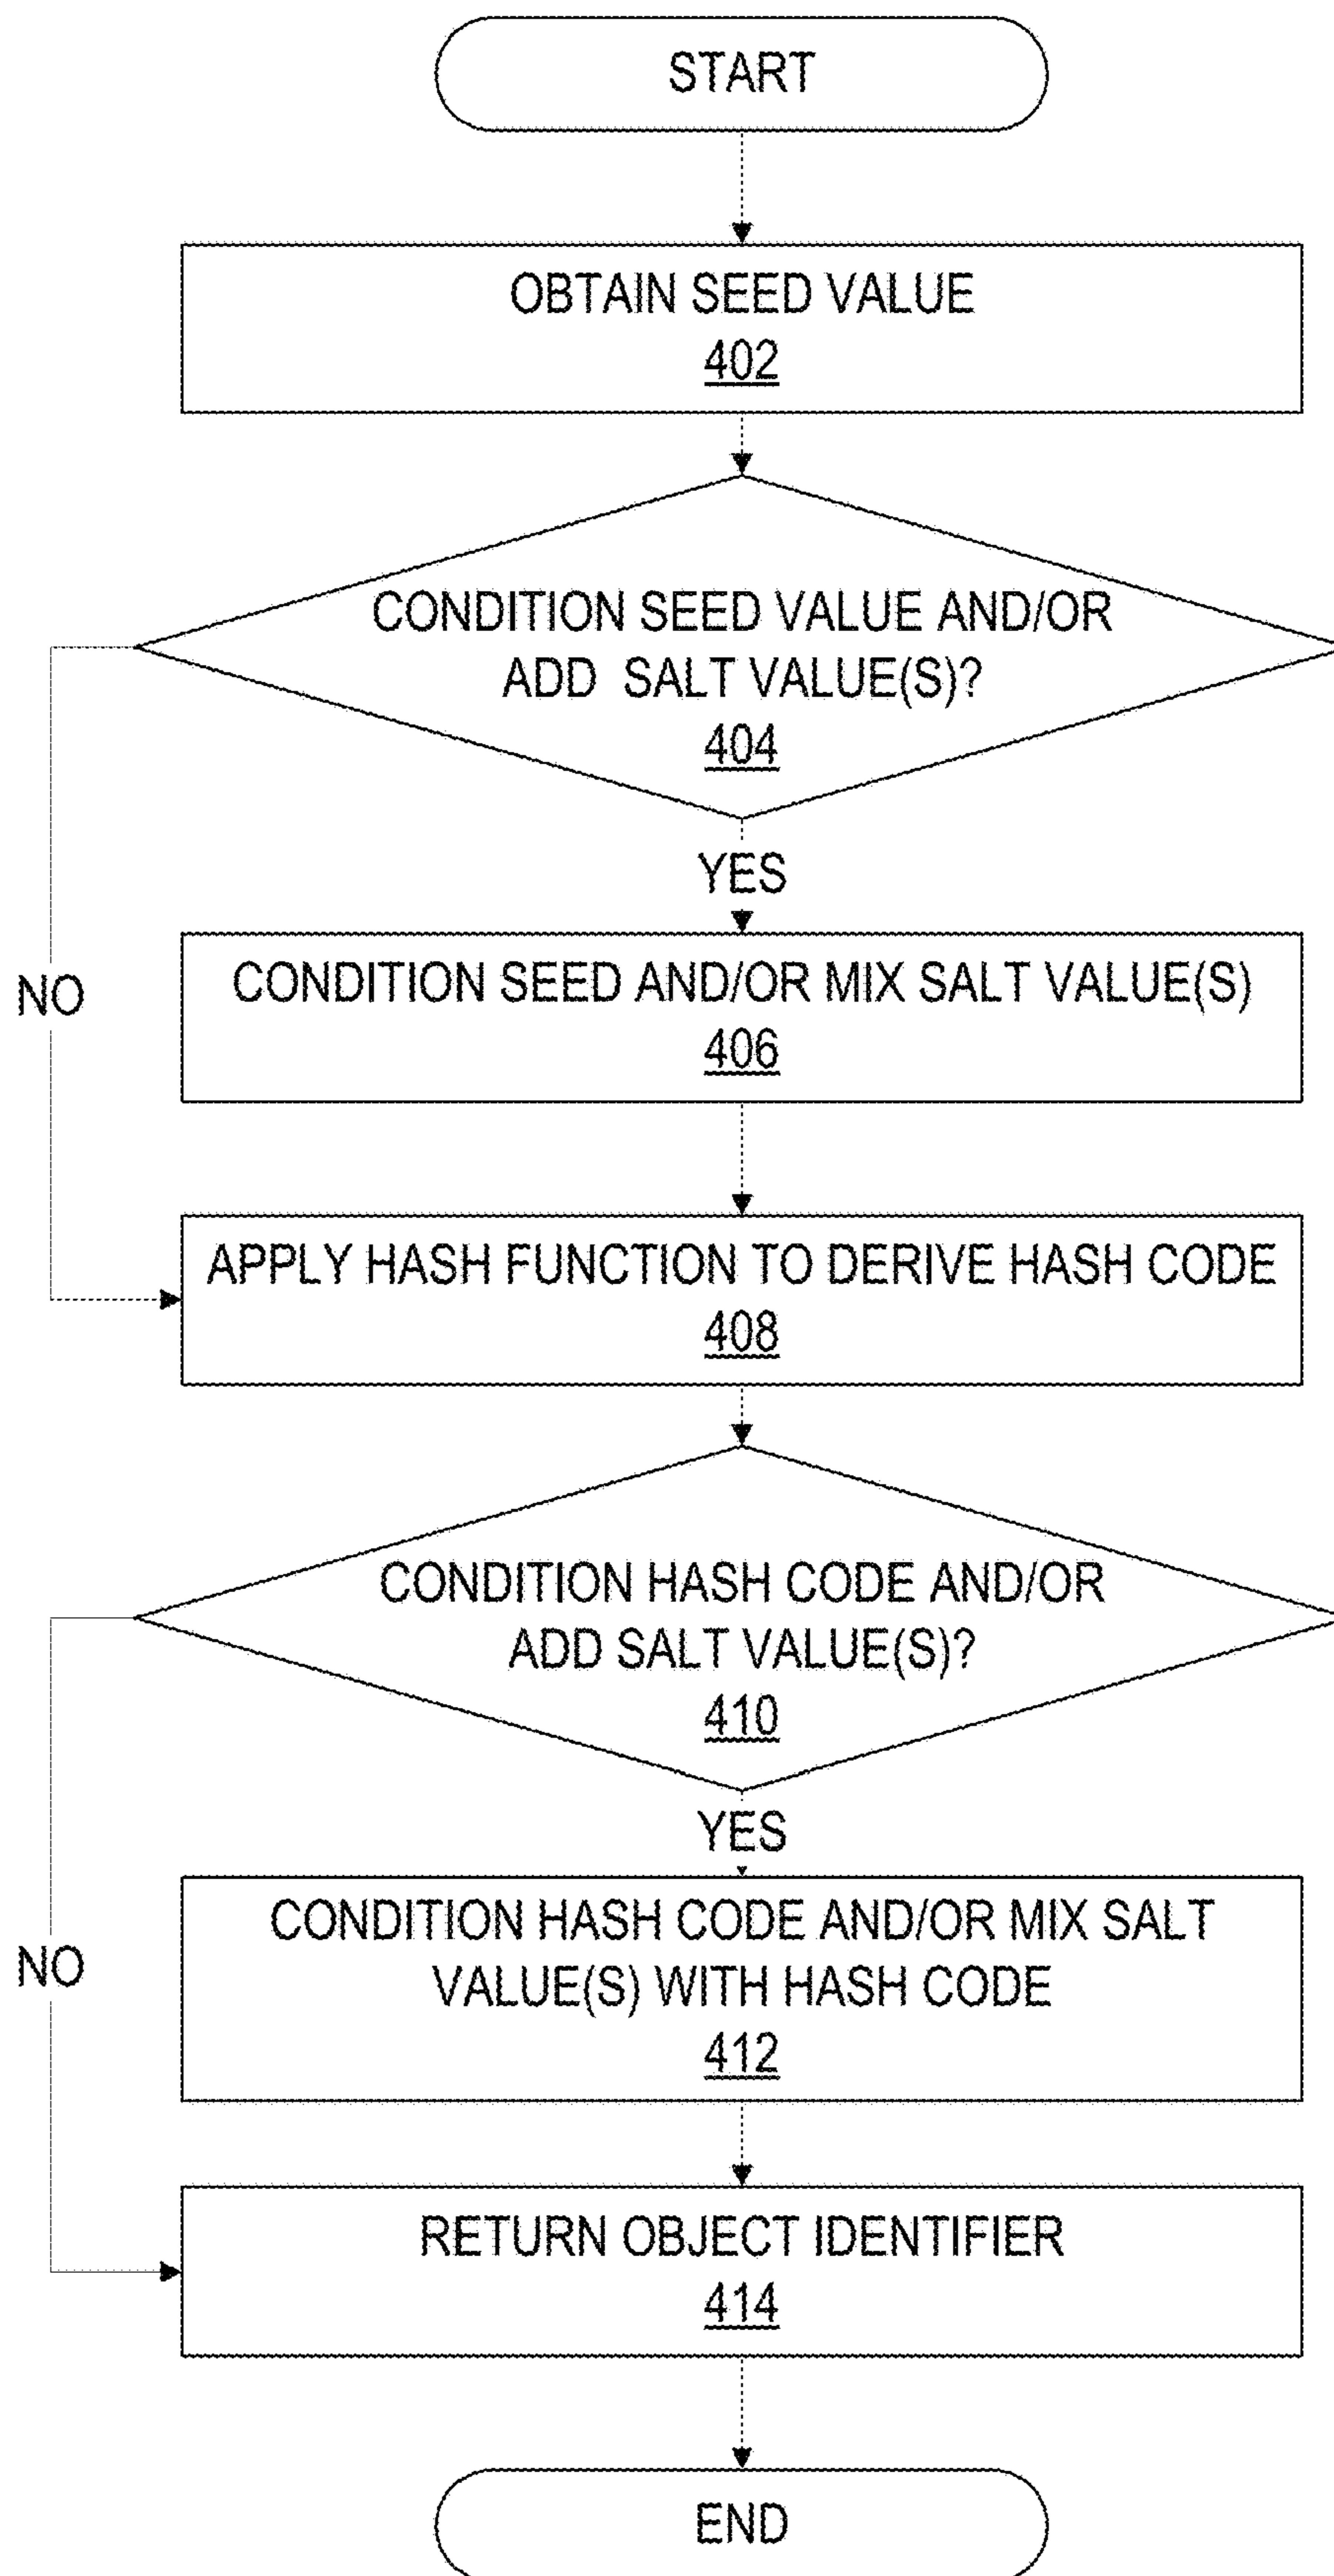 START
OBTAIN SEED VALUE
402
CONDITION SEED VALUE AND/OR
ADD SALT VALUE(S)?
404
YES
NO
CONDITION SEED AND/OR MIX SALT VALUE(S)
406
APPLY HASH FUNCTION TO DERIVE HASH CODE
408
CONDITION HASH CODE AND/OR
ADD SALT VALUE(S)?
410
YES
NO
CONDITION HASH CODE AND/OR MIX SALT
VALUE(S) WITH HASH CODE
412
RETURN OBJECT IDENTIFIER
414
END